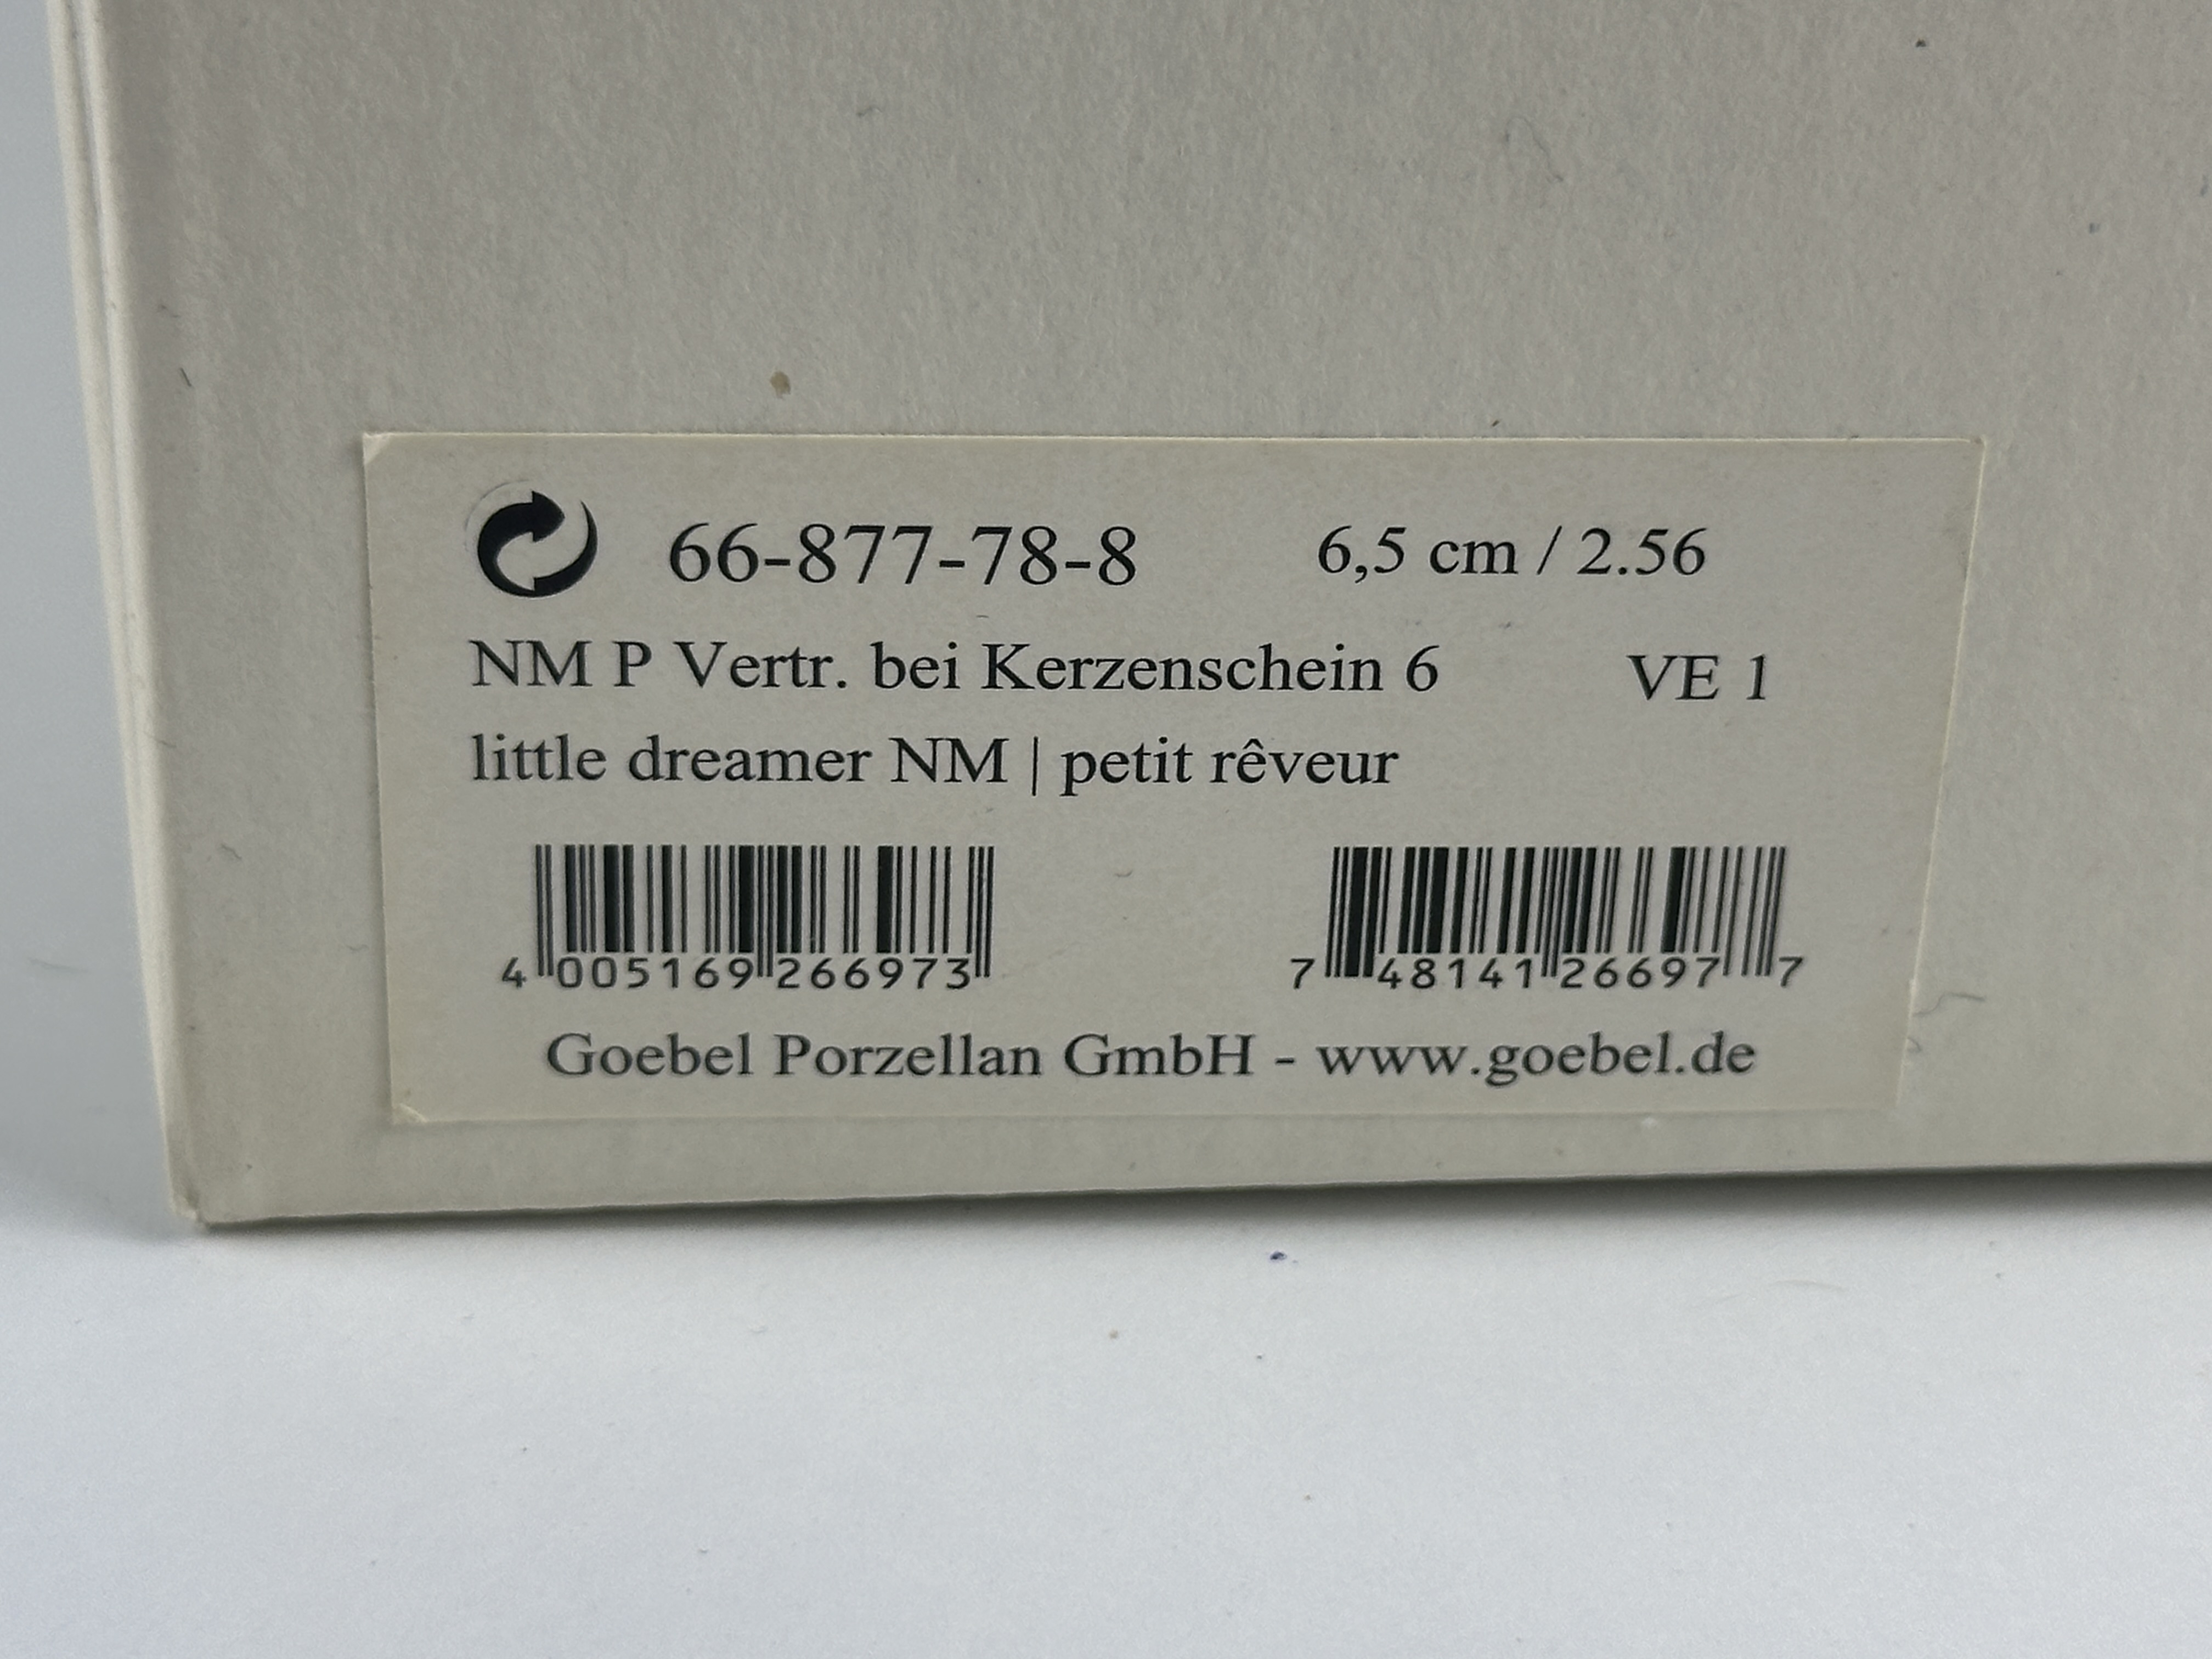 66-877-78-8 6,5 cm / 2.56
NM P Vertr. bei Kerzenschein 6 VE 1
little dreamer NM | petit rêveur
4 005169 266973 7 48141 26697 7
Goebel Porzellan GmbH - www.goebel.de